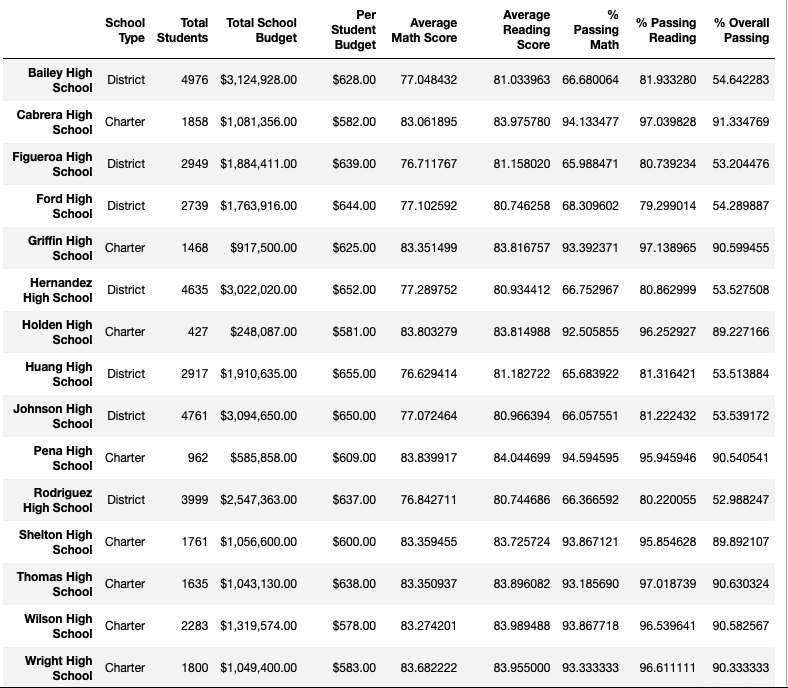 School Type Total Students Total School Budget Per Student Budget Average Math Score Average Reading Score % Passing Math % Passing Reading % Overall Passing
Bailey High School District 4976 $3,124,928.00 $628.00 77.048432 81.033963 66.680064 81.933280 54.642283
Cabrera High School Charter 1858 $1,081,356.00 $582.00 83.061895 83.975780 94.133477 97.039828 91.334769
Figueroa High School District 2949 $1,884,411.00 $639.00 76.711767 81.158020 65.988471 80.739234 53.204476
Ford High School District 2739 $1,763,916.00 $644.00 77.102592 80.746258 68.309602 79.299014 54.289887
Griffin High School Charter 1468 $917,500.00 $625.00 83.351499 83.816757 93.392371 97.138965 90.599455
Hernandez High School District 4635 $3,022,020.00 $652.00 77.289752 80.934412 66.752967 80.862999 53.527508
Holden High School Charter 427 $248,087.00 $581.00 83.803279 83.814988 92.505855 96.252927 89.227166
Huang High School District 2917 $1,910,635.00 $655.00 76.629414 81.182722 65.683922 81.316421 53.513884
Johnson High School District 4761 $3,094,650.00 $650.00 77.072464 80.966394 66.057551 81.222432 53.539172
Pena High School Charter 962 $585,858.00 $609.00 83.839917 84.044699 94.594595 95.945946 90.540541
Rodriguez High School District 3999 $2,547,363.00 $637.00 76.842711 80.744686 66.366592 80.220055 52.988247
Shelton High School Charter 1761 $1,056,600.00 $600.00 83.359455 83.725724 93.867121 95.854628 89.892107
Thomas High School Charter 1635 $1,043,130.00 $638.00 83.350937 83.896082 93.185690 97.018739 90.630324
Wilson High School Charter 2283 $1,319,574.00 $578.00 83.274201 83.989488 93.867718 96.539641 90.582567
Wright High School Charter 1800 $1,049,400.00 $583.00 83.682222 83.955000 93.333333 96.611111 90.333333